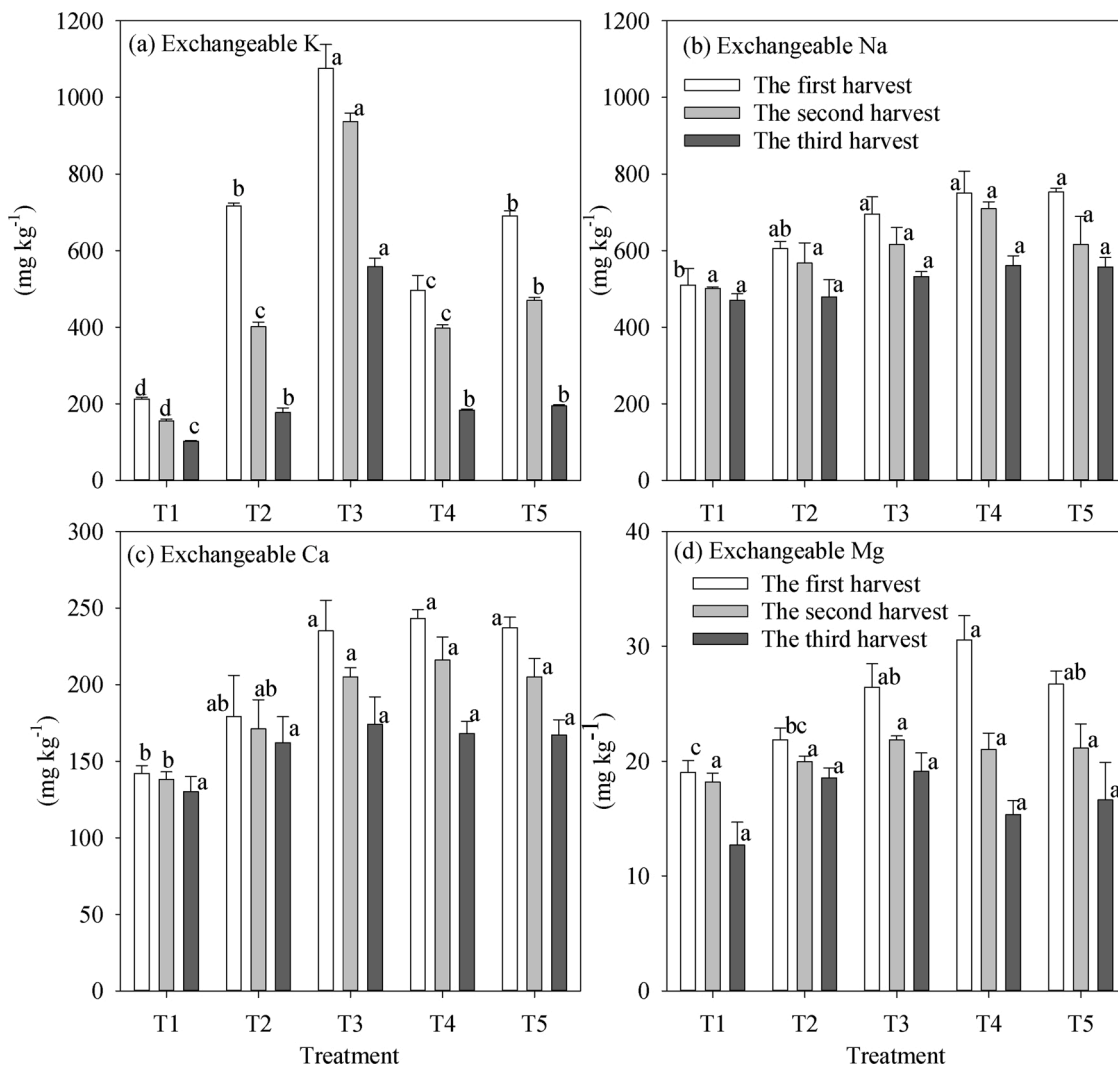 (a) Exchangeable K
1200
1000
800
600
400
200
0
(mg kg-1)
a
a
b
b
a
c
c
b
c
d
d
c
b
b
b
T1 T2 T3 T4 T5
(b) Exchangeable Na
The first harvest
The second harvest
The third harvest
1200
1000
800
600
400
200
0
(mg kg-1)
b a a
ab a a
a a a
a a a
a a a
T1 T2 T3 T4 T5
(c) Exchangeable Ca
300
250
200
150
100
50
0
(mg kg-1)
b b a
ab ab a
a a a
a a a
a a a
T1 T2 T3 T4 T5
Treatment
(d) Exchangeable Mg
The first harvest
The second harvest
The third harvest
40
30
20
10
0
(mg kg-1)
c a a
bc a a
ab a a
a a a
ab a a
T1 T2 T3 T4 T5
Treatment